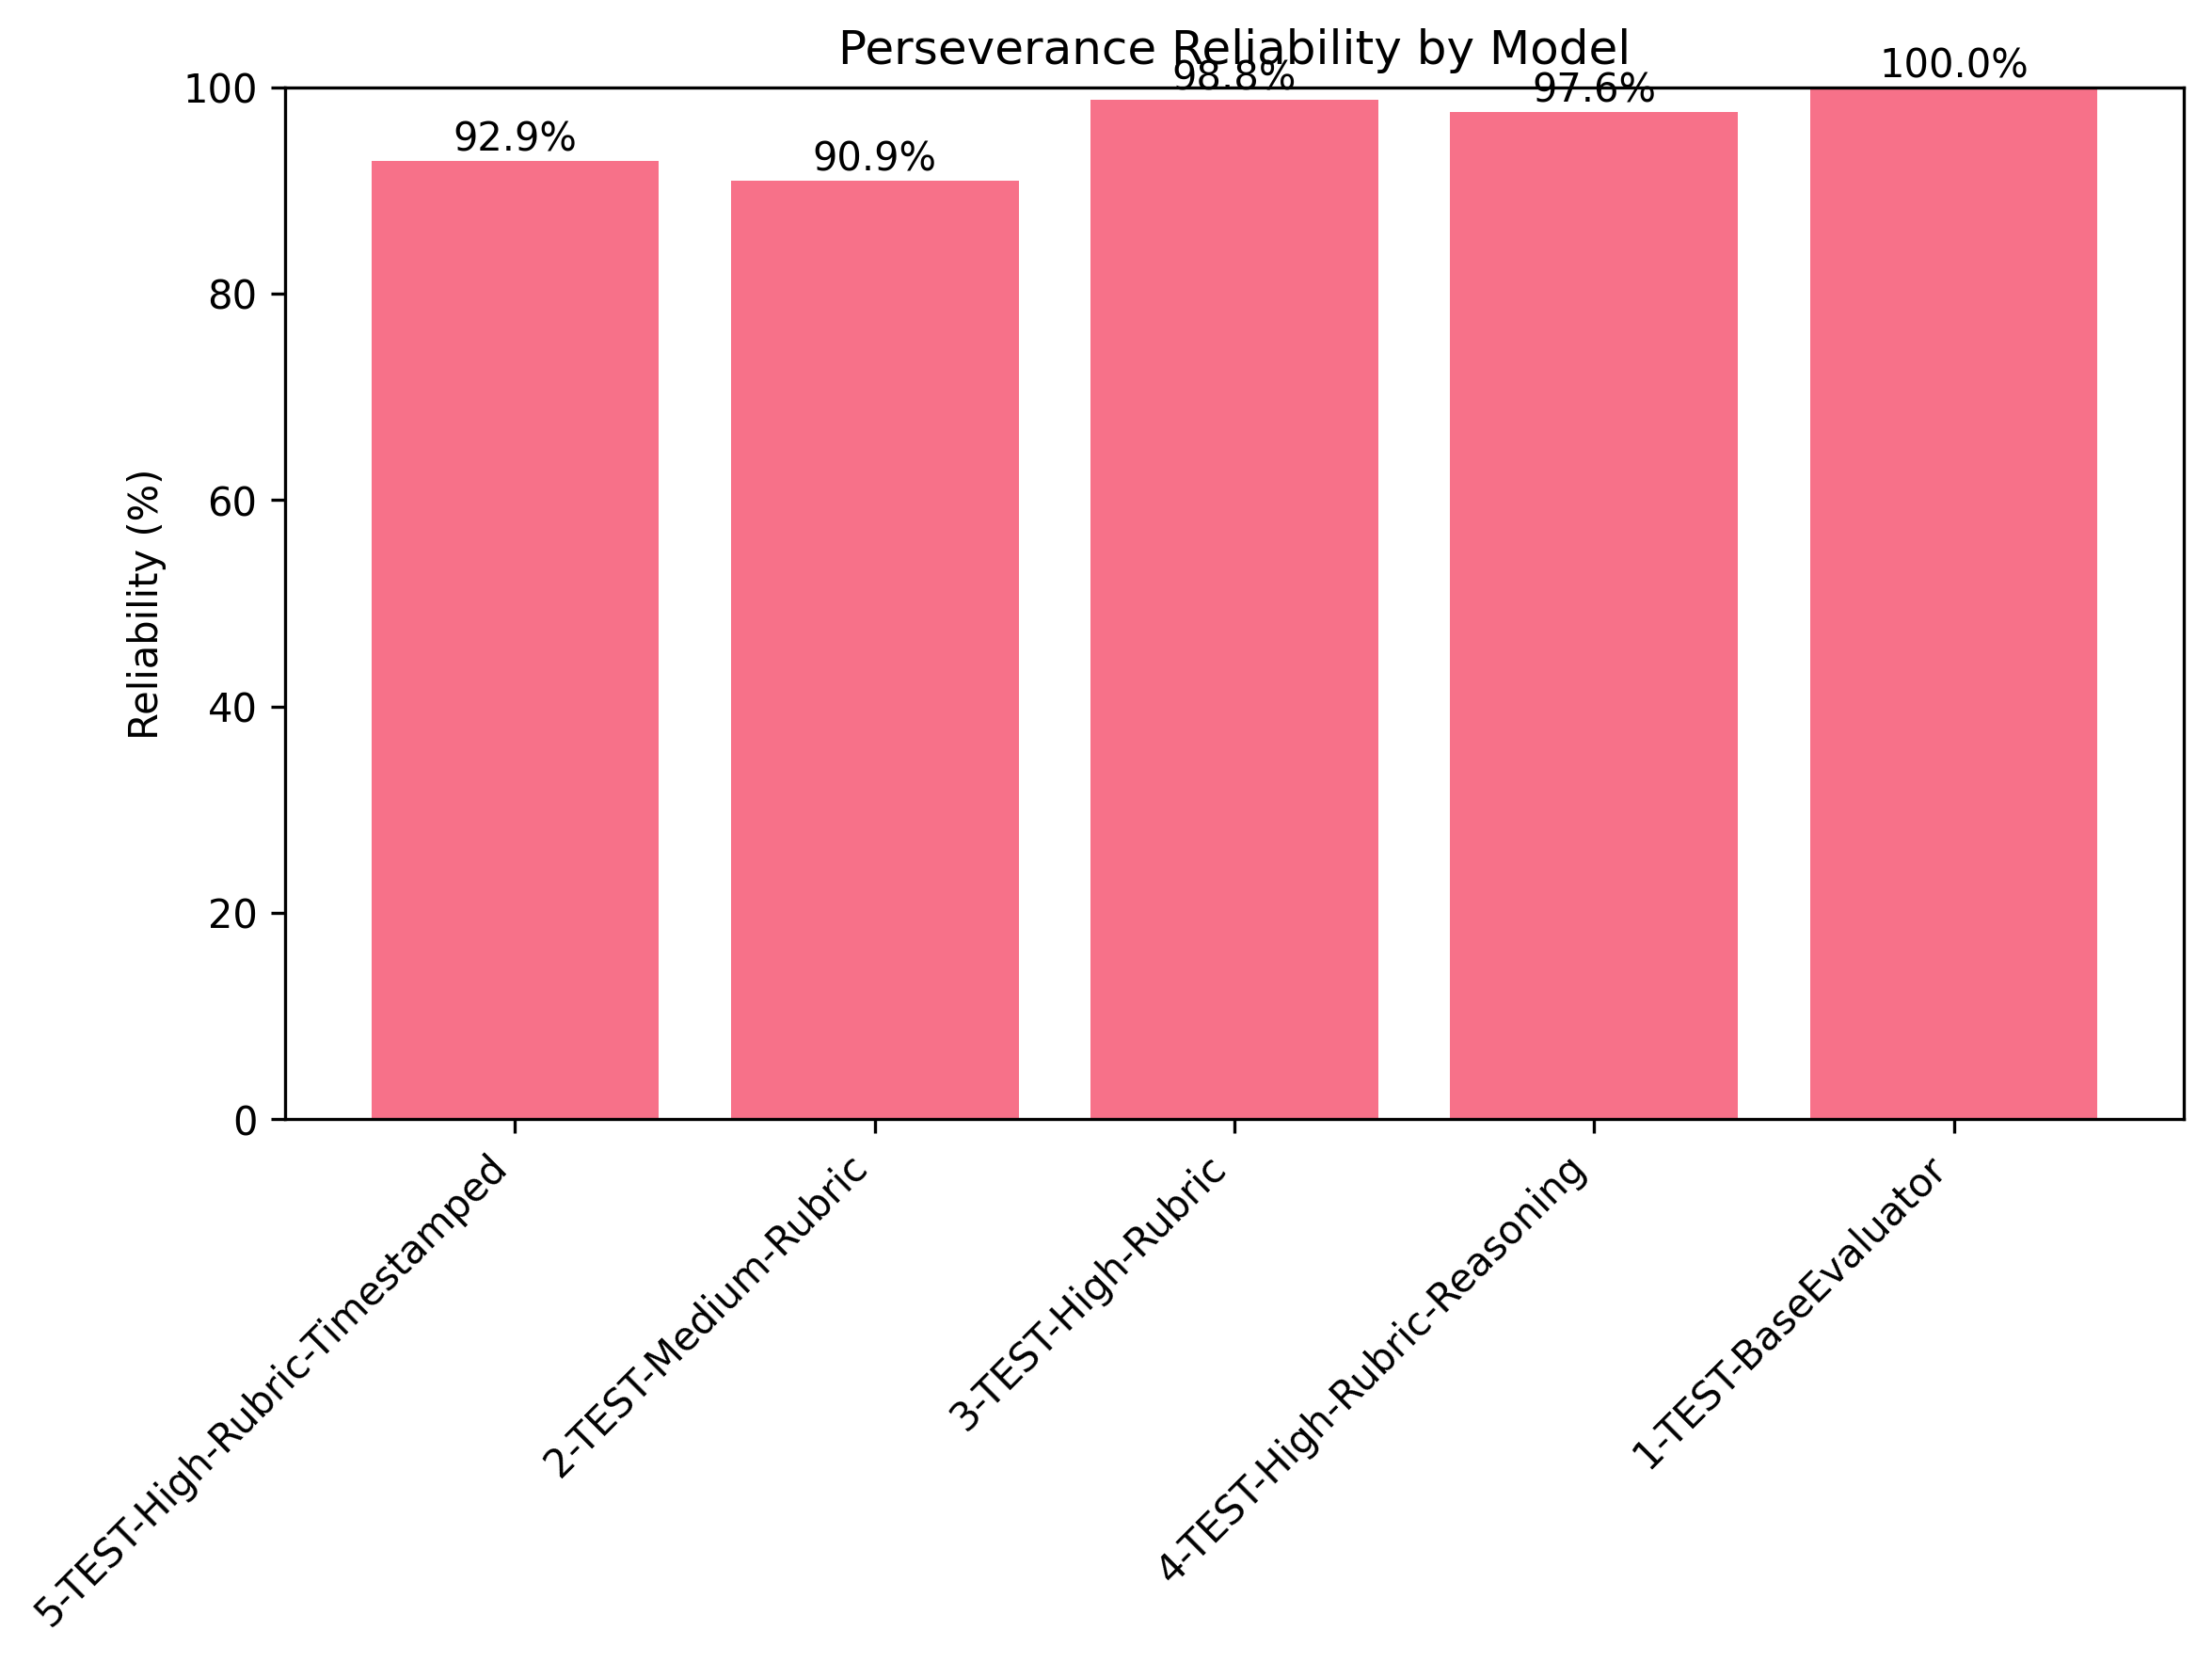 Perseverance Reliability by Model
98.8%
100.0%
97.6%
92.9%
90.9%
100
80
60
40
20
0
Reliability (%)
5-TEST-High-Rubric-Timestamped
2-TEST-Medium-Rubric
3-TEST-High-Rubric
4-TEST-High-Rubric-Reasoning
1-TEST-BaseEvaluator